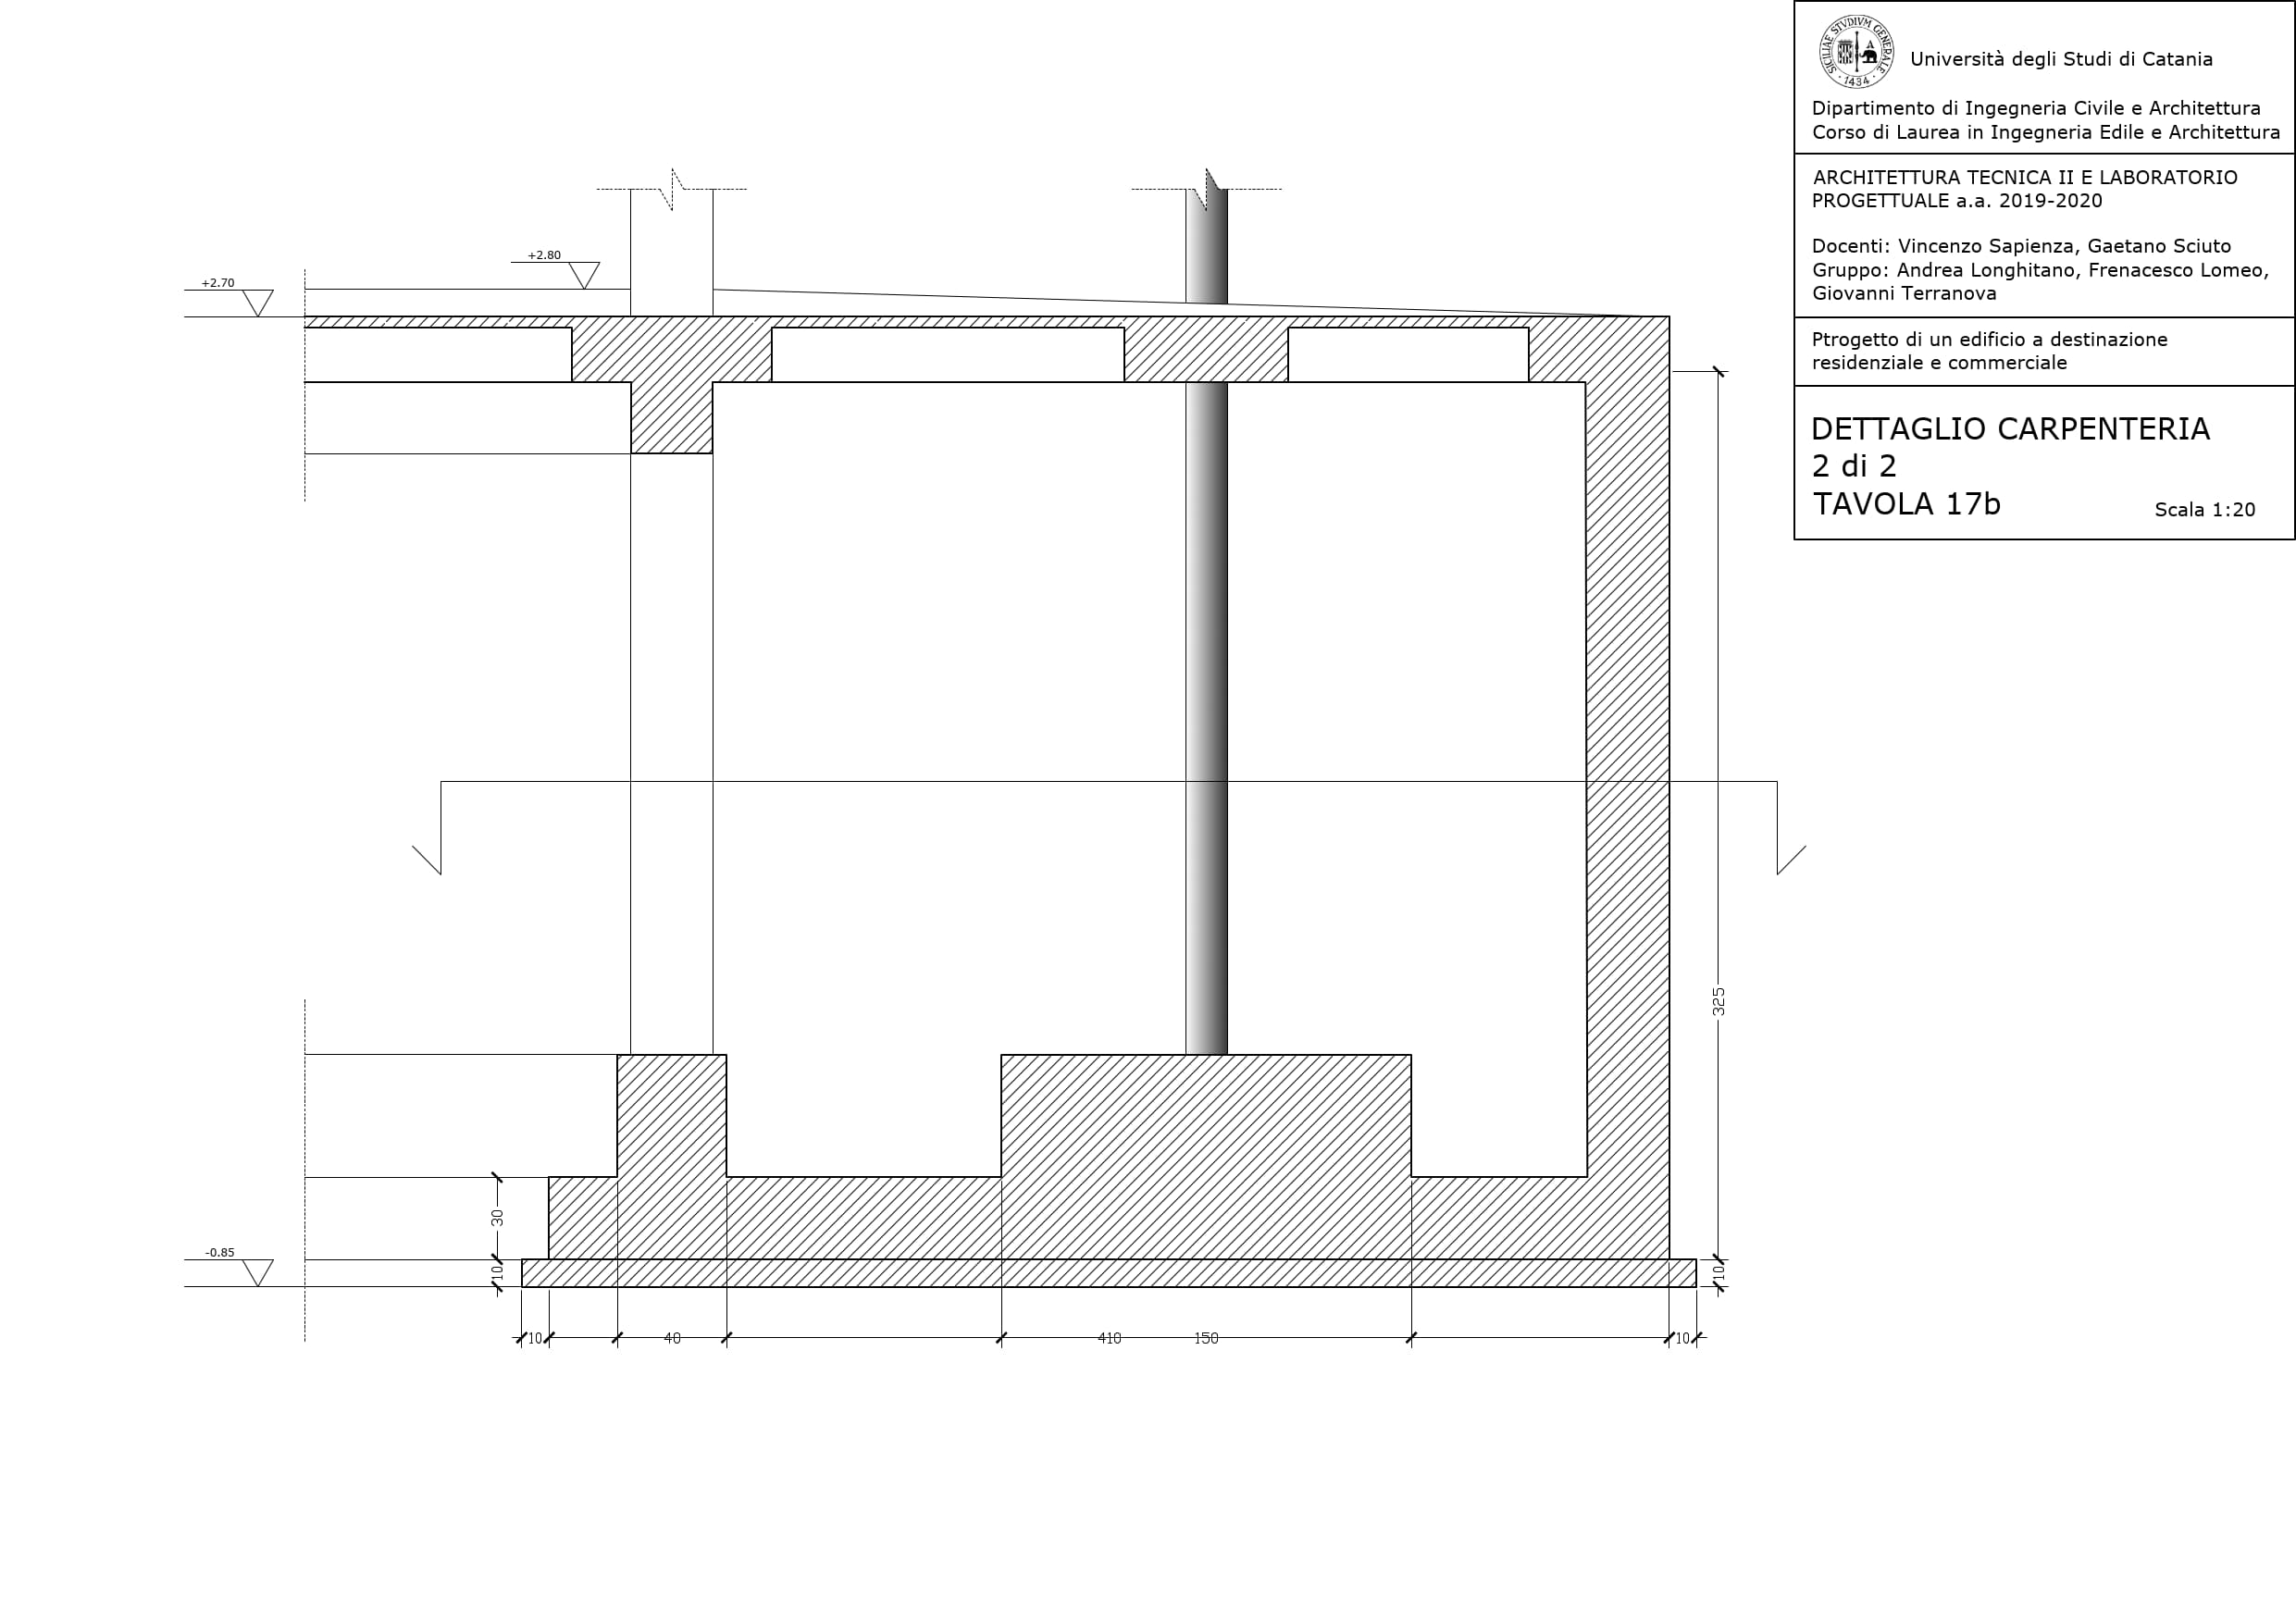 SICILIAE STVDIVM GENERALE
· 1434 ·
Università degli Studi di Catania
Dipartimento di Ingegneria Civile e Architettura
Corso di Laurea in Ingegneria Edile e Architettura
ARCHITETTURA TECNICA II E LABORATORIO
PROGETTUALE a.a. 2019-2020
Docenti: Vincenzo Sapienza, Gaetano Sciuto
Gruppo: Andrea Longhitano, Frenacesco Lomeo,
Giovanni Terranova
Ptrogetto di un edificio a destinazione
residenziale e commerciale
DETTAGLIO CARPENTERIA
2 di 2
TAVOLA 17b
Scala 1:20
+2.80
+2.70
325
30
-0.85
10
10
10
40
410
150
10